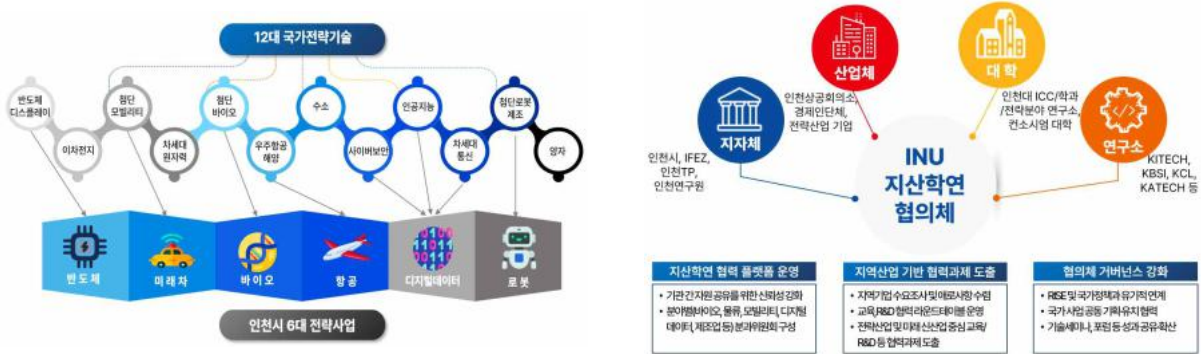 12대 국가전략기술
반도체
디스플레이
첨단
모빌리티
첨단
바이오
수소
인공지능
첨단로봇
제조
이차전지
차세대
원자력
우주항공
해양
사이버보안
차세대
통신
양자
반도체
미래차
바이오
항공
디지털데이터
로봇
인천시 6대 전략사업
산업체
인천상공회의소,
경제인단체,
전략산업 기업
대학
인천대 ICC/학과
/전략분야 연구소,
컨소시엄 대학
지자체
인천시, IFEZ,
인천TP,
인천연구원
연구소
KITECH,
KBSI, KCL,
KATECH 등
INU
지산학연
협의체
지산학연 협력 플랫폼 운영
• 기관 간 자원 공유를 위한 신뢰성 강화
• 분야별(바이오, 물류, 모빌리티, 디지털
데이터, 제조업 등) 분과위원회 구성
지역산업 기반 협력과제 도출
• 지역기업 수요조사 및 애로사항 수렴
• 교육,R&D 협력 라운드테이블 운영
• 전략산업 및 미래 신산업 중심 교육/
R&D 등 협력과제 도출
협의체 거버넌스 강화
• RISE 및 국가정책과 유기적 연계
• 국가 사업 공동 기획·유치 협력
• 기술세미나, 포럼 등 성과 공유·확산